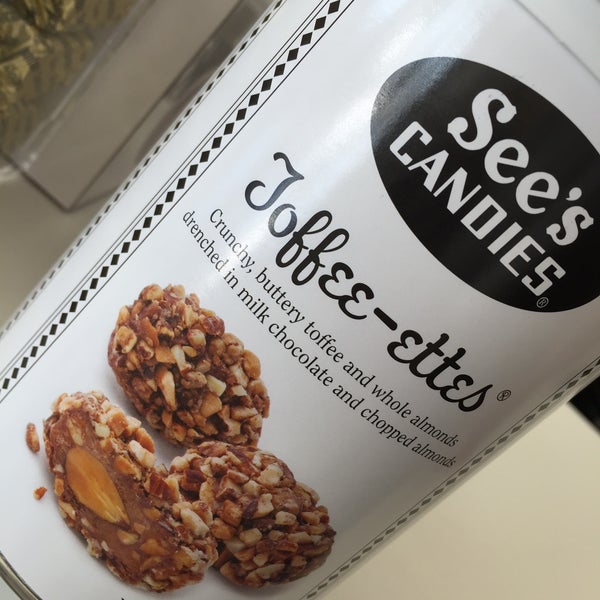 See's
CANDIES®
Toffee-ettes®
Crunchy, buttery toffee and whole almonds
drenched in milk chocolate and chopped almonds